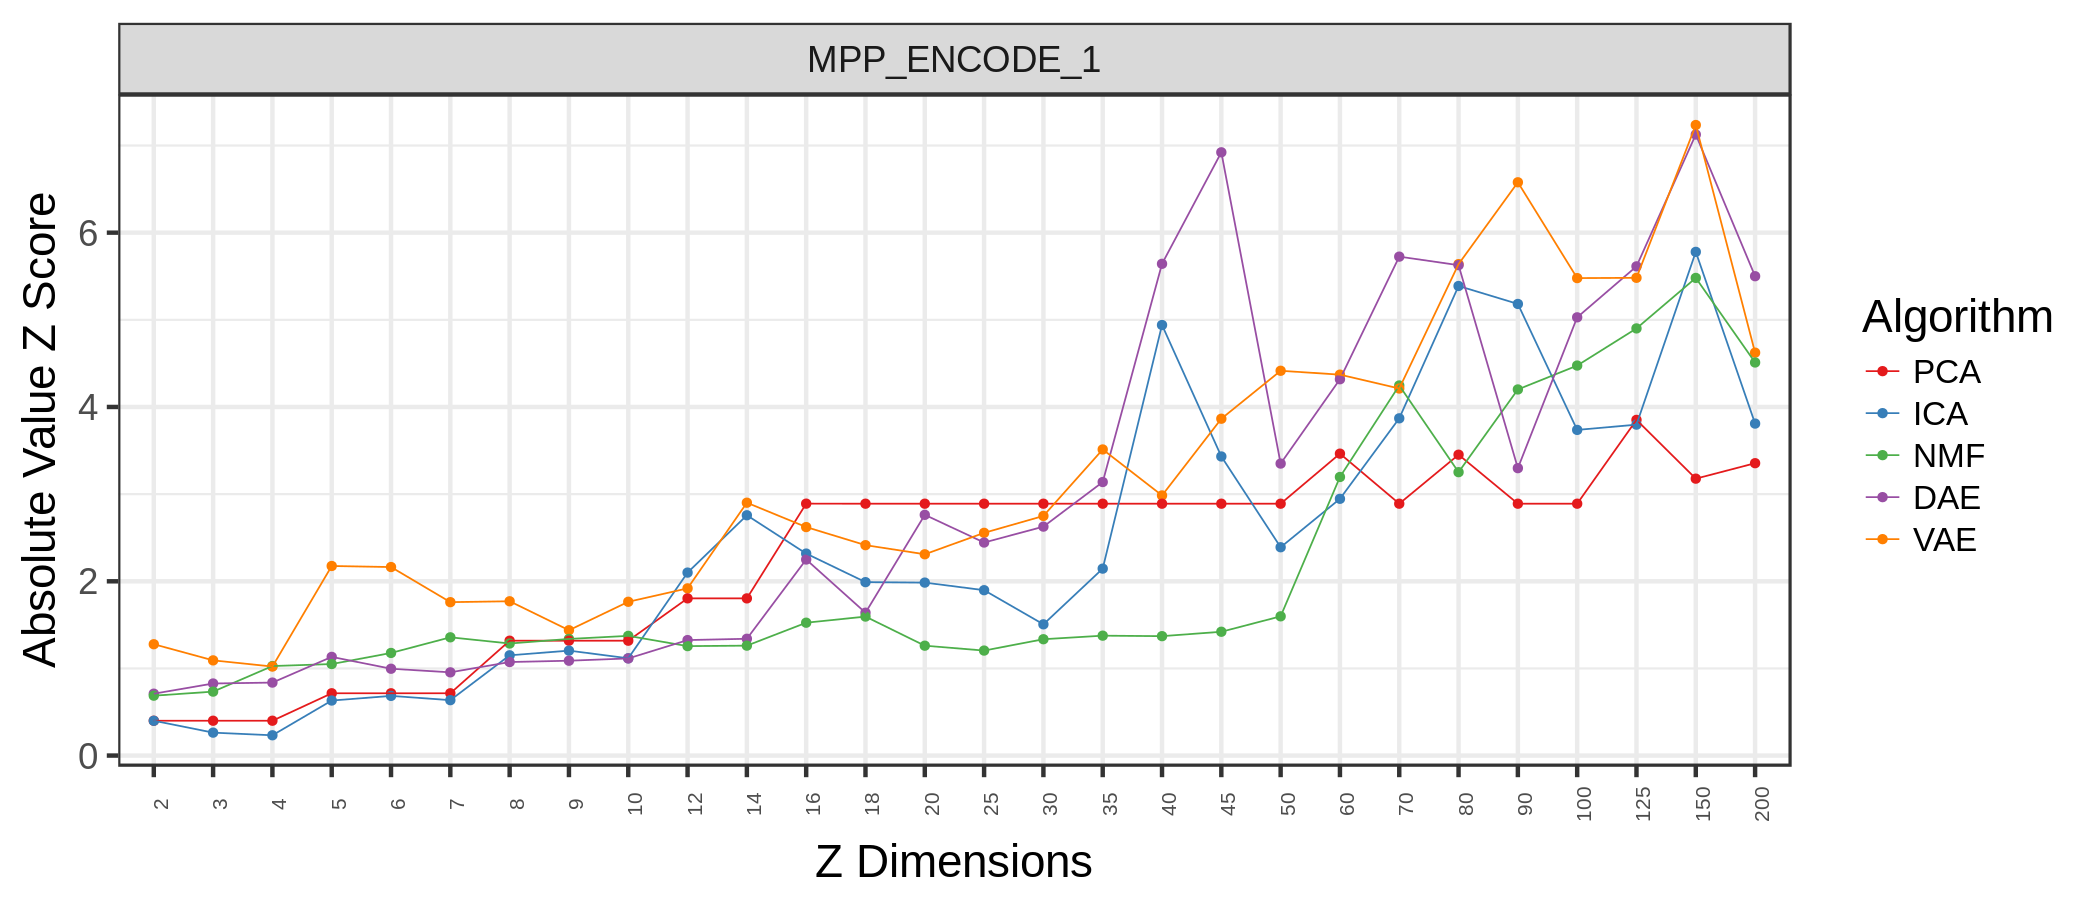 MPP_ENCODE_1
Absolute Value Z Score
6
4
2
0
2 3 4 5 6 7 8 9 10 12 14 16 18 20 25 30 35 40 45 50 60 70 80 90 100 125 150 200
Z Dimensions
Algorithm
PCA
ICA
NMF
DAE
VAE